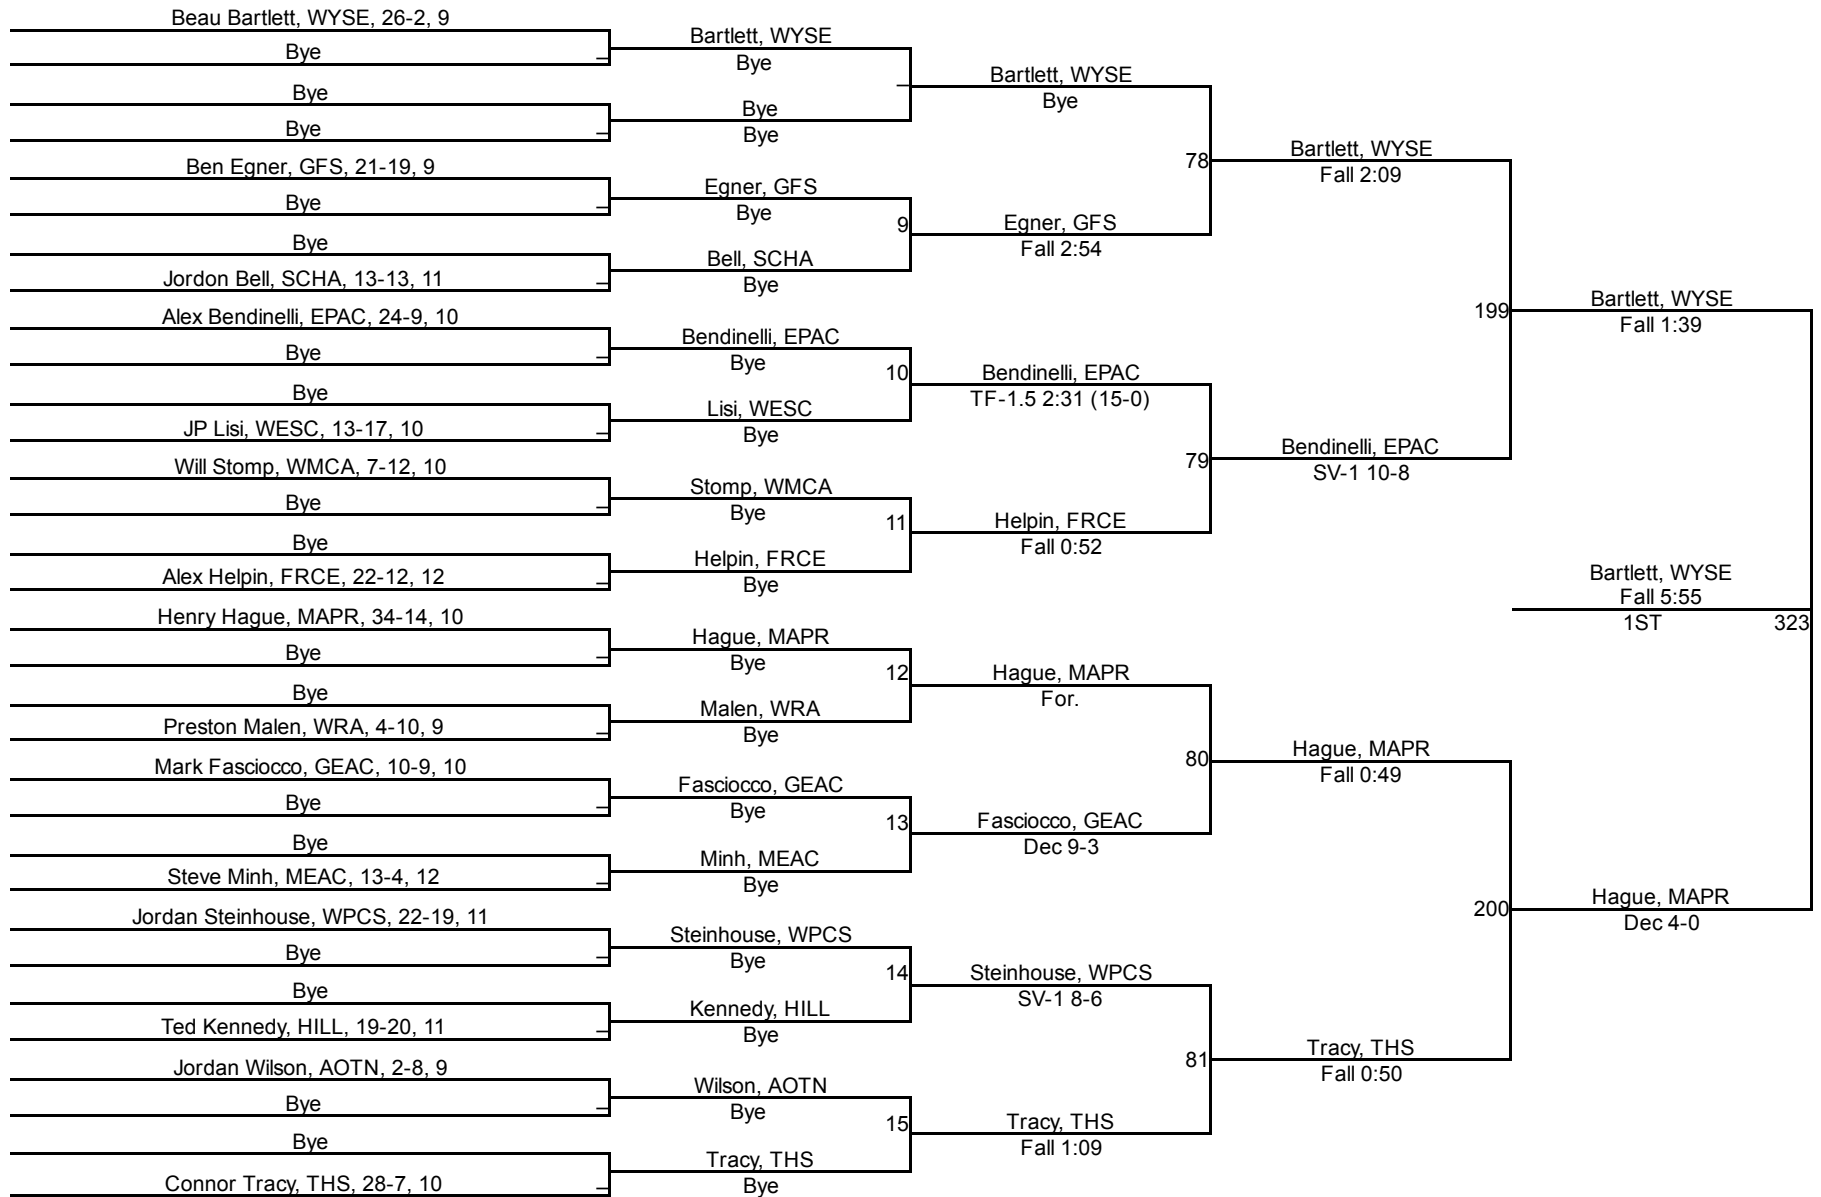 Beau Bartlett, WYSE, 26-2, 9
Bye
Bye
Bye
Ben Egner, GFS, 21-19, 9
Bye
Bye
Jordon Bell, SCHA, 13-13, 11
Alex Bendinelli, EPAC, 24-9, 10
Bye
Bye
JP Lisi, WESC, 13-17, 10
Will Stomp, WMCA, 7-12, 10
Bye
Bye
Alex Helpin, FRCE, 22-12, 12
Henry Hague, MAPR, 34-14, 10
Bye
Bye
Preston Malen, WRA, 4-10, 9
Mark Fasciocco, GEAC, 10-9, 10
Bye
Bye
Steve Minh, MEAC, 13-4, 12
Jordan Steinhouse, WPCS, 22-19, 11
Bye
Bye
Ted Kennedy, HILL, 19-20, 11
Jordan Wilson, AOTN, 2-8, 9
Bye
Bye
Connor Tracy, THS, 28-7, 10
Bartlett, WYSE
Bye
Bye
Bye
Egner, GFS
Bye
9
Bell, SCHA
Bye
Bendinelli, EPAC
Bye
10
Lisi, WESC
Bye
Stomp, WMCA
Bye
11
Helpin, FRCE
Bye
Hague, MAPR
Bye
12
Malen, WRA
Bye
Fasciocco, GEAC
Bye
13
Minh, MEAC
Bye
Steinhouse, WPCS
Bye
14
Kennedy, HILL
Bye
Wilson, AOTN
Bye
15
Tracy, THS
Bye
Bartlett, WYSE
Bye
78
Egner, GFS
Fall 2:54
Bendinelli, EPAC
TF-1.5 2:31 (15-0)
79
Helpin, FRCE
Fall 0:52
Hague, MAPR
For.
80
Fasciocco, GEAC
Dec 9-3
Steinhouse, WPCS
SV-1 8-6
81
Tracy, THS
Fall 1:09
Bartlett, WYSE
Fall 2:09
199
Bendinelli, EPAC
SV-1 10-8
Hague, MAPR
Fall 0:49
200
Tracy, THS
Fall 0:50
Bartlett, WYSE
Fall 1:39
Bartlett, WYSE
Fall 5:55
1ST 323
Hague, MAPR
Dec 4-0